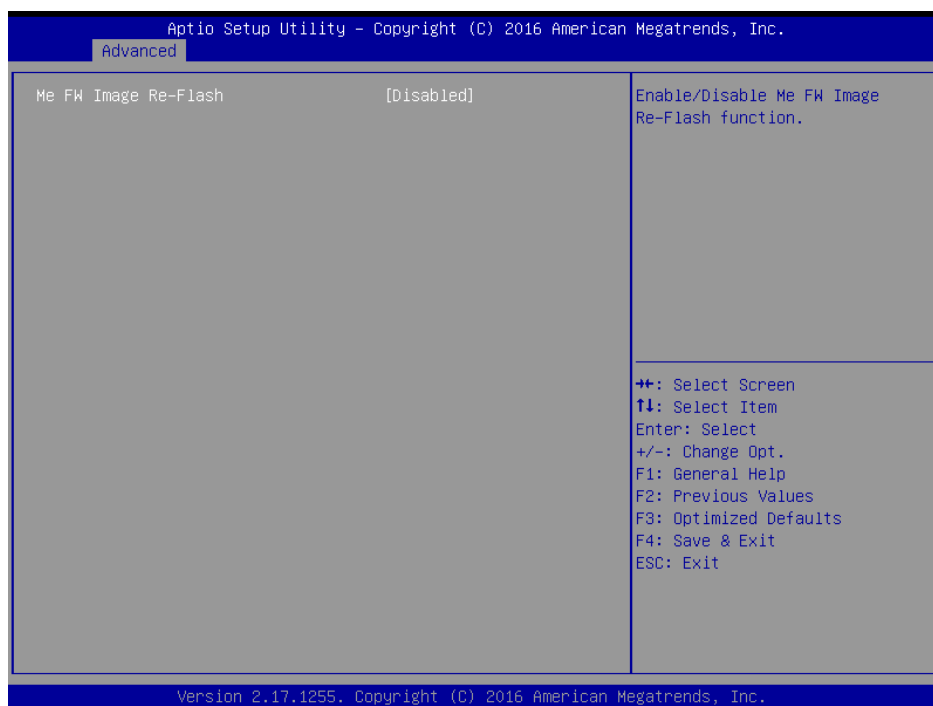 Aptio Setup Utility – Copyright (C) 2016 American Megatrends, Inc.
Advanced
Me FW Image Re-Flash [Disabled]
Enable/Disable Me FW Image
Re-Flash function.
→←: Select Screen
↑↓: Select Item
Enter: Select
+/-: Change Opt.
F1: General Help
F2: Previous Values
F3: Optimized Defaults
F4: Save & Exit
ESC: Exit
Version 2.17.1255. Copyright (C) 2016 American Megatrends, Inc.